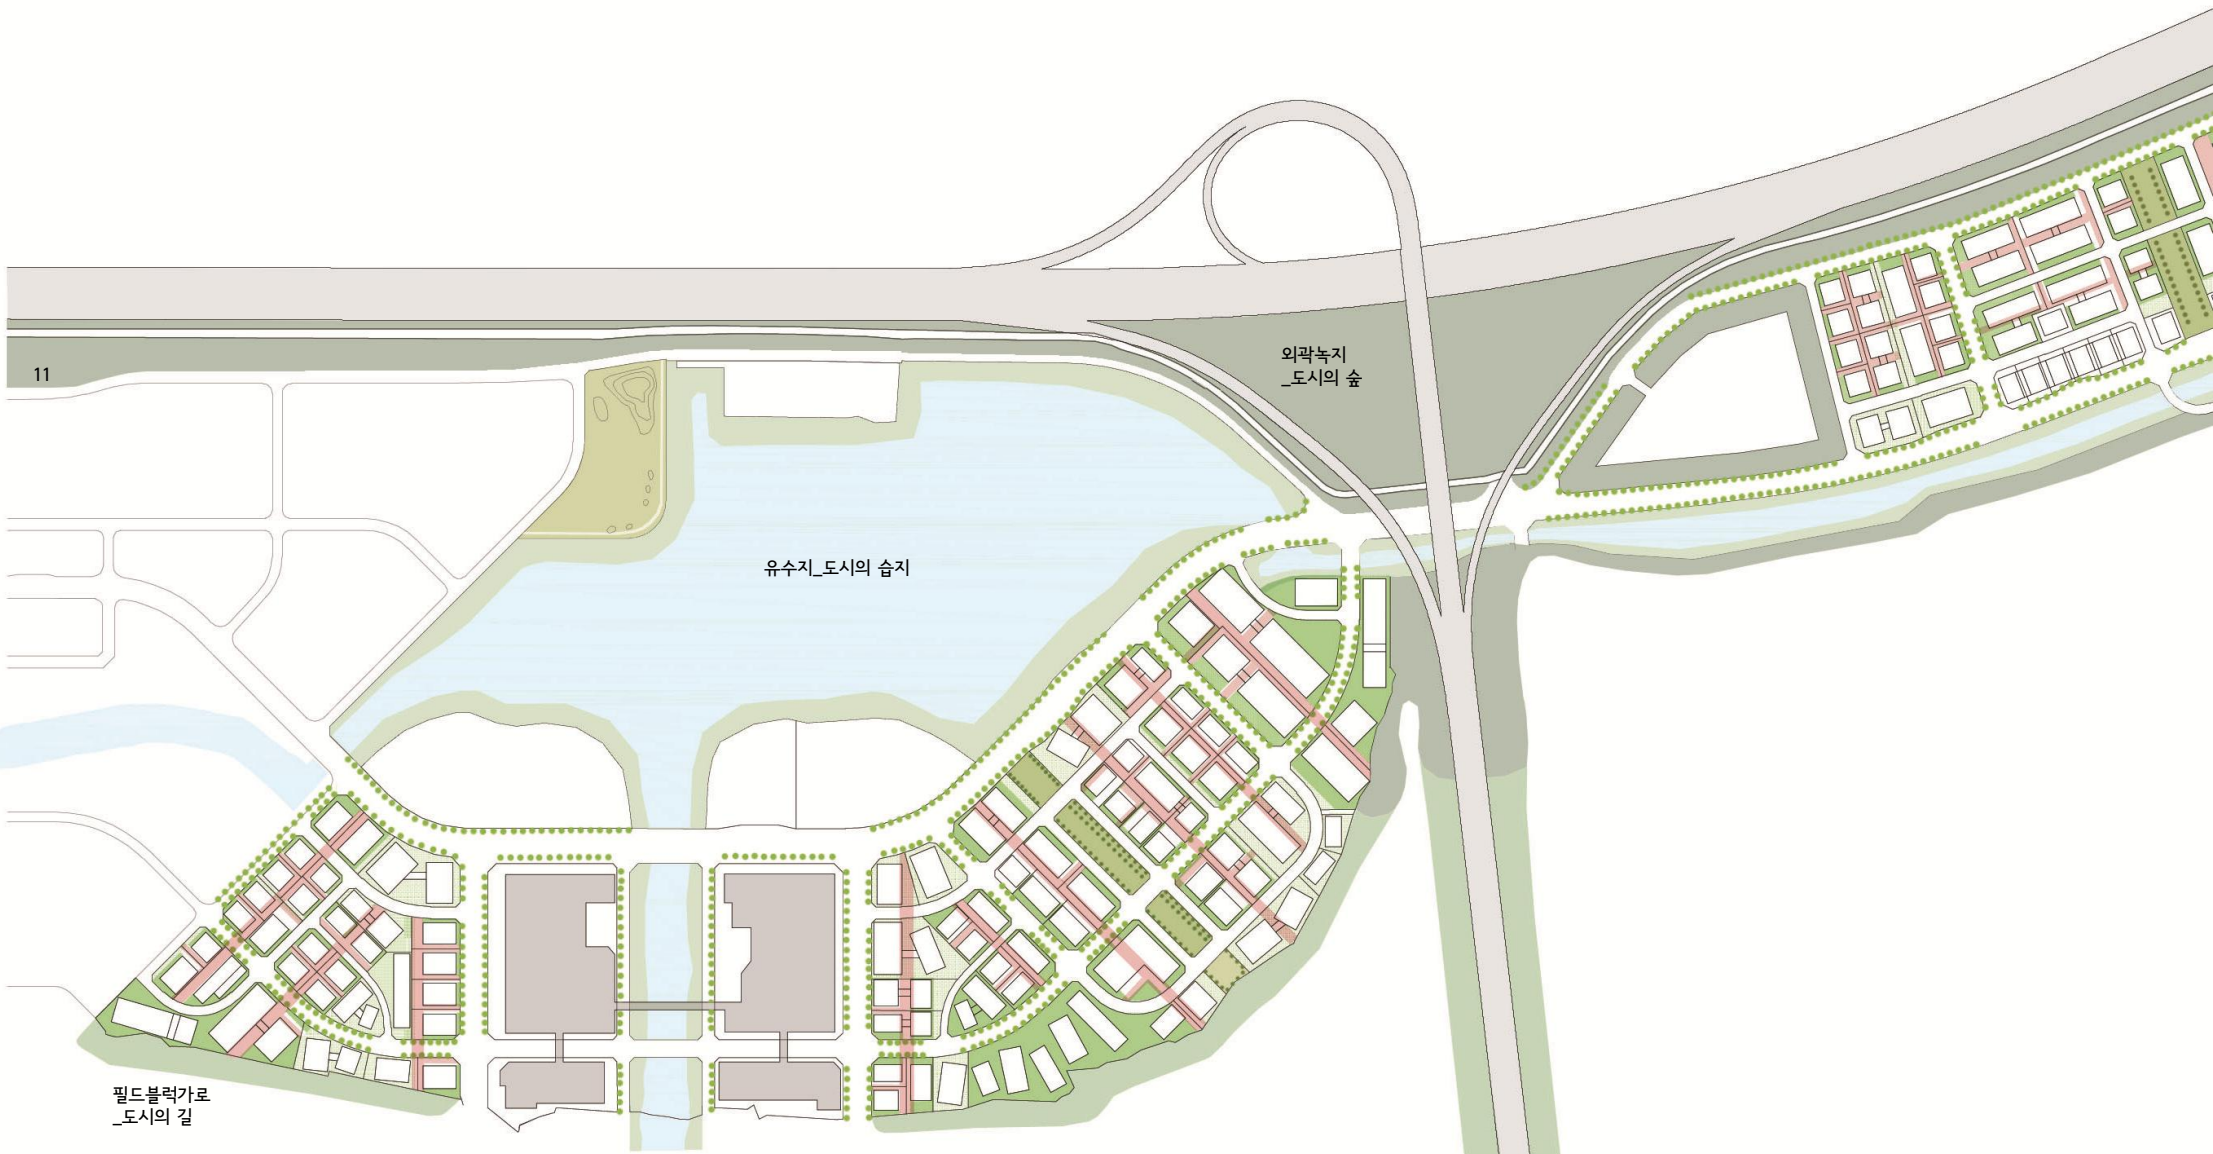 11
외곽녹지
_도시의 숲
유수지_도시의 습지
필드블럭가로
_도시의 길